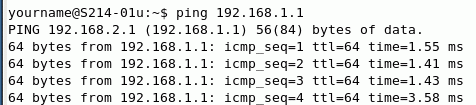 yourname@S214-01u:~$ ping 192.168.1.1
PING 192.168.2.1 (192.168.1.1) 56(84) bytes of data.
64 bytes from 192.168.1.1: icmp_seq=1 ttl=64 time=1.55 ms
64 bytes from 192.168.1.1: icmp_seq=2 ttl=64 time=1.41 ms
64 bytes from 192.168.1.1: icmp_seq=3 ttl=64 time=1.43 ms
64 bytes from 192.168.1.1: icmp_seq=4 ttl=64 time=3.58 ms